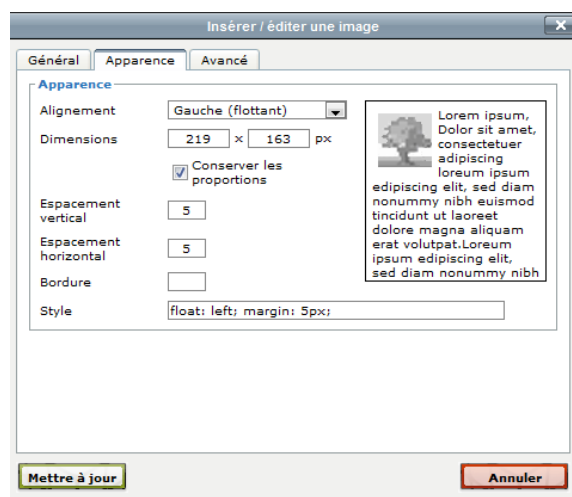 Insérer / éditer une image
Général Apparence Avancé
Apparence
Alignement Gauche (flottant)
Dimensions 219 x 163 px
Conserver les
proportions
Espacement
vertical 5
Espacement
horizontal 5
Bordure
Style float: left; margin: 5px;
Lorem ipsum,
Dolor sit amet,
consectetuer
adipiscing
loreum ipsum
edipiscing elit, sed diam
nonummy nibh euismod
tincidunt ut laoreet
dolore magna aliquam
erat volutpat.Loreum
ipsum edipiscing elit,
sed diam nonummy nibh
Mettre à jour Annuler